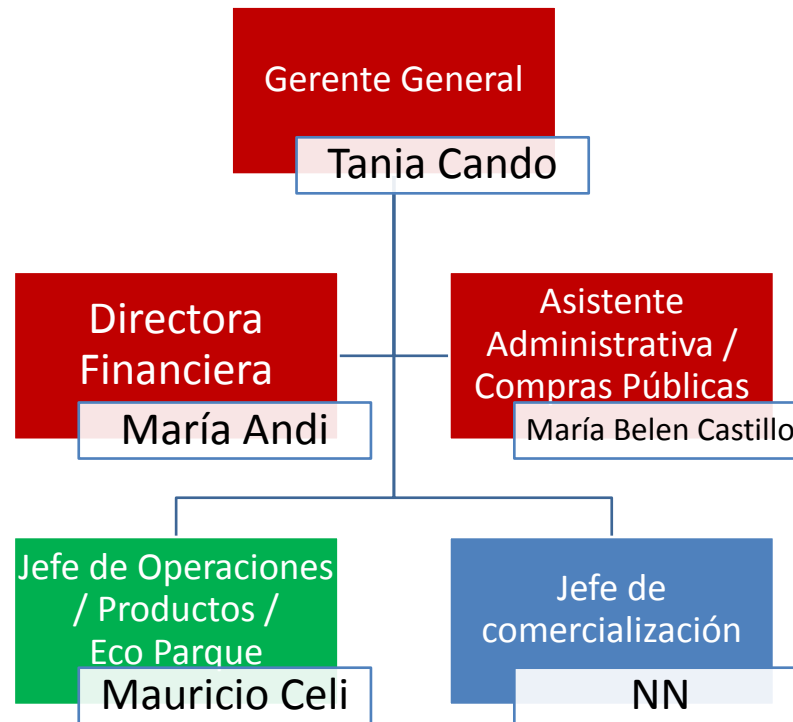 Gerente General
Tania Cando
Directora
Financiera
María Andi
Asistente
Administrativa /
Compras Públicas
María Belen Castillo
Jefe de Operaciones
/ Productos /
Eco Parque
Mauricio Celi
Jefe de
comercialización
NN